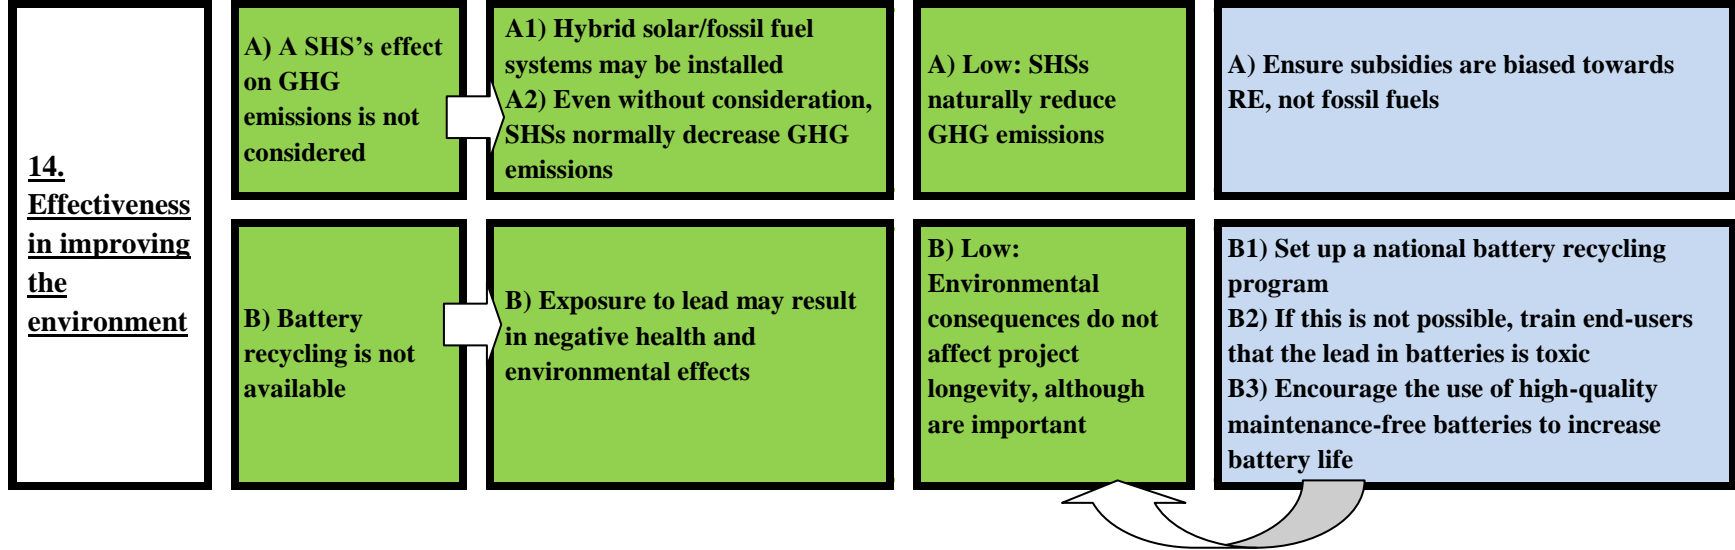 14.
Effectiveness
in improving
the
environment
A) A SHS’s effect
on GHG
emissions is not
considered
A1) Hybrid solar/fossil fuel
systems may be installed
A2) Even without consideration,
SHSs normally decrease GHG
emissions
A) Low: SHSs
naturally reduce
GHG emissions
A) Ensure subsidies are biased towards
RE, not fossil fuels
B) Battery
recycling is not
available
B) Exposure to lead may result
in negative health and
environmental effects
B) Low:
Environmental
consequences do not
affect project
longevity, although
are important
B1) Set up a national battery recycling
program
B2) If this is not possible, train end-users
that the lead in batteries is toxic
B3) Encourage the use of high-quality
maintenance-free batteries to increase
battery life